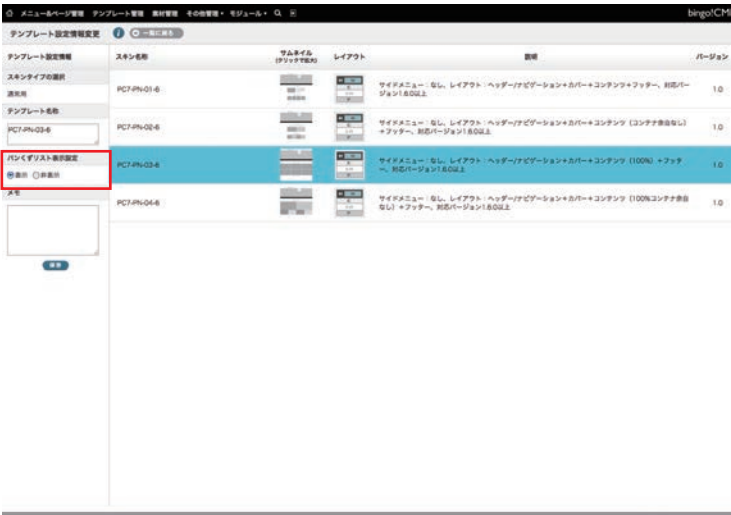 メニュー&ページ管理 テンプレート管理 素材管理 その他管理 モジュール bingo!CM
テンプレート設定情報変更 一覧に戻る
テンプレート設定情報 スキン名称 サムネイル (クリックで拡大) レイアウト 説明 バージョン
スキンタイプの選択
通常用
テンプレート名称
PC7-PN-03-6
パンくずリスト表示設定
表示 非表示
メモ
保存
PC7-PN-01-6 サイドメニュー：なし、レイアウト：ヘッダー/ナビゲーション+カバー+コンテンツ+フッター、対応バー
ジョン1.6.0以上 1.0
PC7-PN-02-6 サイドメニュー：なし、レイアウト：ヘッダー/ナビゲーション+カバー+コンテンツ（コンテナ余白なし）
+フッター、対応バージョン1.6.0以上 1.0
PC7-PN-03-6 サイドメニュー：なし、レイアウト：ヘッダー/ナビゲーション+カバー+コンテンツ（100%）+フッタ
ー、対応バージョン1.6.0以上 1.0
PC7-PN-04-6 サイドメニュー：なし、レイアウト：ヘッダー/ナビゲーション+カバー+コンテンツ（100%コンテナ余白
なし）+フッター、対応バージョン1.6.0以上 1.0